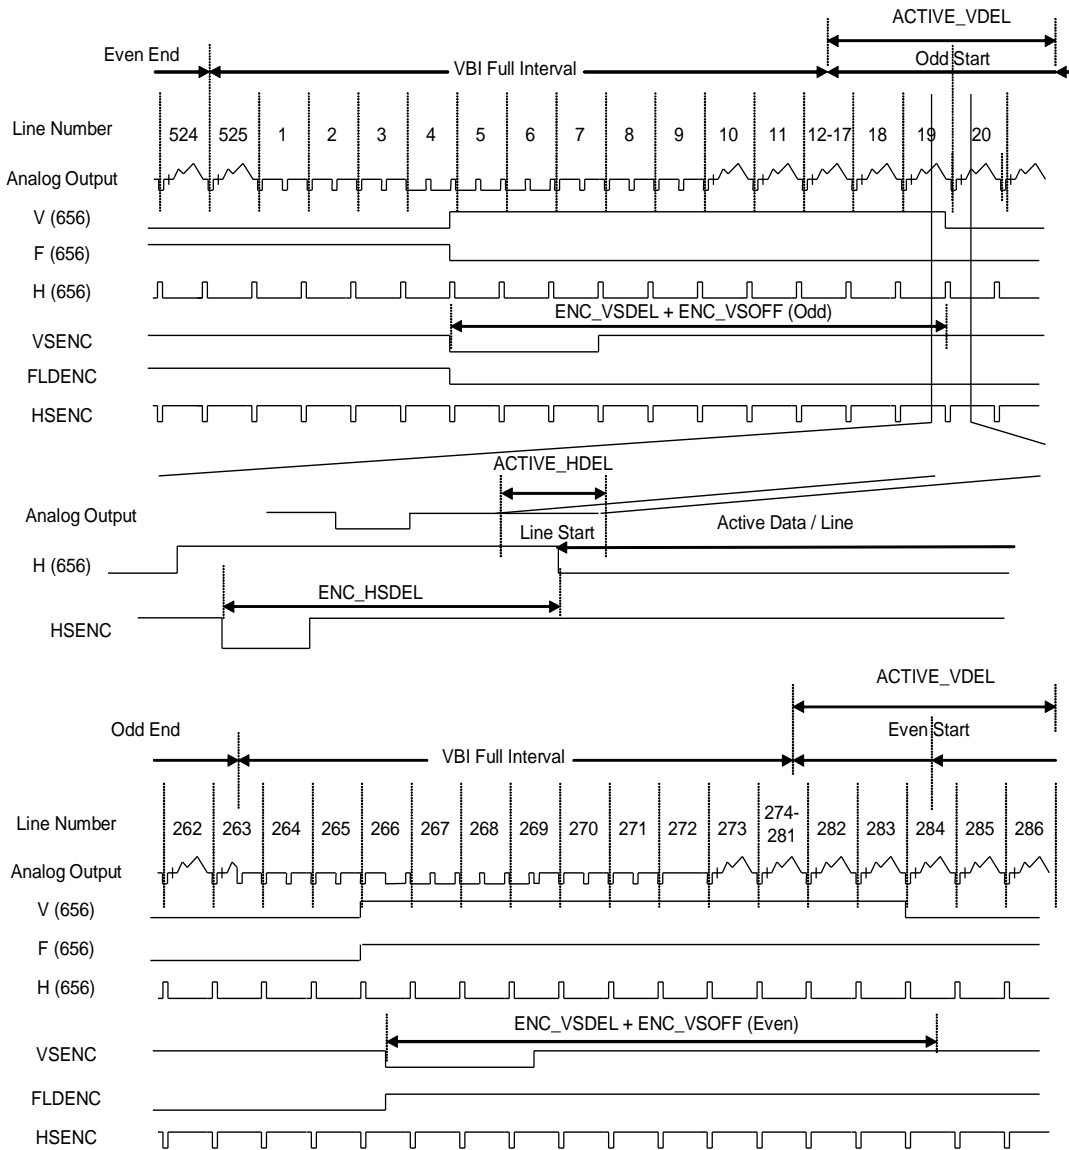 ACTIVE_VDEL
Even End
VBI Full Interval
Odd Start
Line Number 524 525 1 2 3 4 5 6 7 8 9 10 11 12-17 18 19 20
Analog Output
V (656)
F (656)
H (656)
ENC_VSDEL + ENC_VSOFF (Odd)
VSENC
FLDENC
HSENC
ACTIVE_HDEL
Analog Output
Line Start
Active Data / Line
H (656)
ENC_HSDEL
HSENC
ACTIVE_VDEL
Odd End
Even Start
VBI Full Interval
Line Number 262 263 264 265 266 267 268 269 270 271 272 273 274-281 282 283 284 285 286
Analog Output
V (656)
F (656)
H (656)
ENC_VSDEL + ENC_VSOFF (Even)
VSENC
FLDENC
HSENC